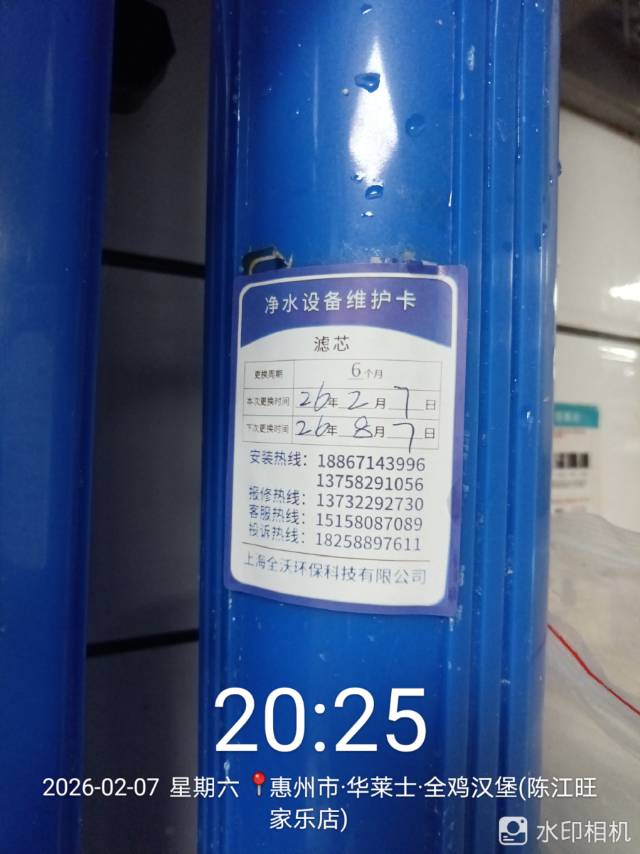 净水设备维护卡
滤芯
更换周期 6个月
本次更换时间 26年2月7日
下次更换时间 26年8月7日
安装热线：18867143996
13758291056
报修热线：13732292730
客服热线：15158087089
投诉热线：18258897611
上海全沃环保科技有限公司
20:25
2026-02-07 星期六 惠州市·华莱士·全鸡汉堡(陈江旺
家乐店)
水印相机